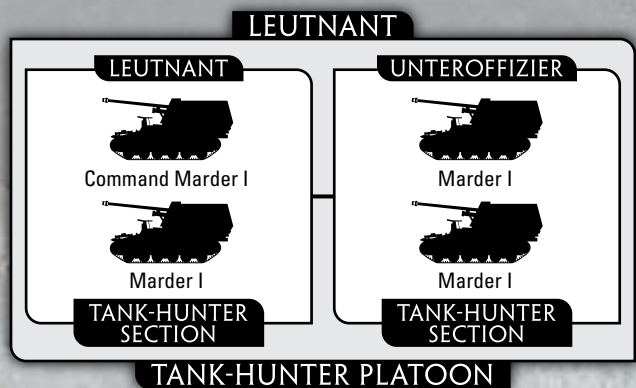 LEUTNANT
LEUTNANT
Command Marder I
Marder I
TANK-HUNTER
SECTION
UNTEROFFIZIER
Marder I
Marder I
TANK-HUNTER
SECTION
TANK-HUNTER PLATOON